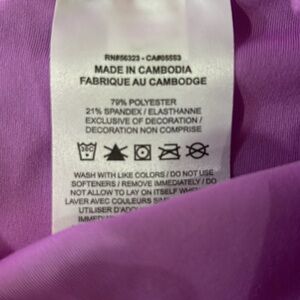 RN#56323 - CA#05553
MADE IN CAMBODIA
FABRIQUE AU CAMBODGE
79% POLYESTER
21% SPANDEX / ELASTHANNE
EXCLUSIVE OF DECORATION /
DECORATION NON COMPRISE
WASH WITH LIKE COLORS / DO NOT USE
SOFTENERS / REMOVE IMMEDIATELY / DO
NOT ALLOW TO LAY ON ITSELF WHEN
LAVER AVEC COULEURS
UTILISER